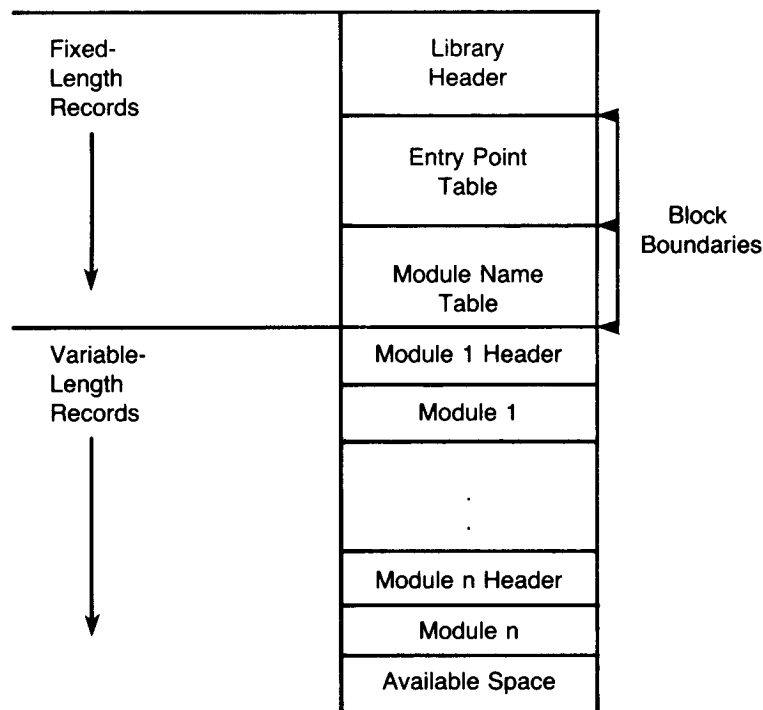 Fixed-
Length
Records
Library
Header
Entry Point
Table
Block
Boundaries
Module Name
Table
Variable-
Length
Records
Module 1 Header
Module 1
.
.
Module n Header
Module n
Available Space